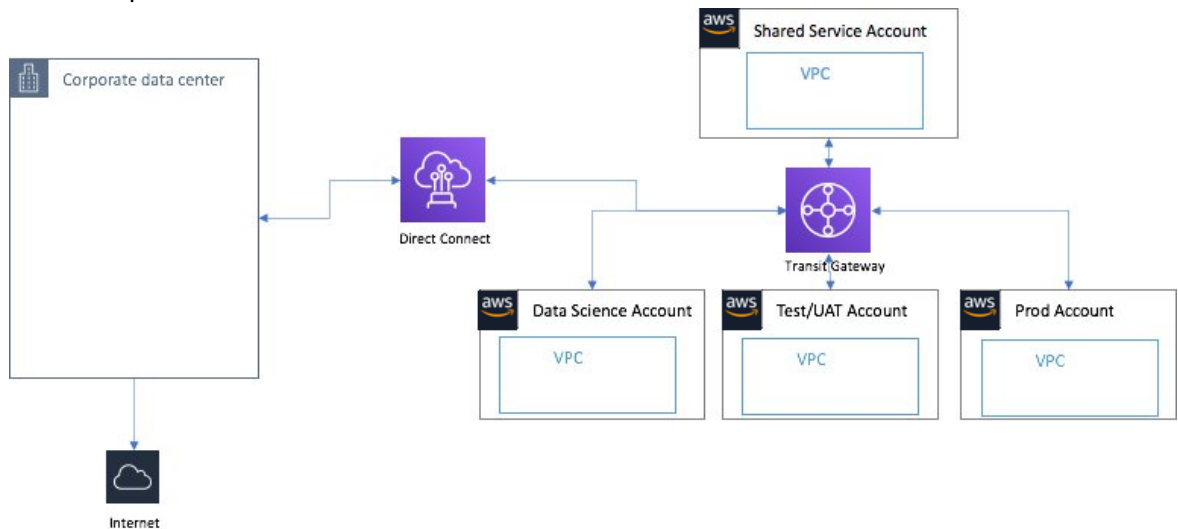 aws
Shared Service Account
VPC
Corporate data center
Direct Connect
Transit Gateway
aws
Data Science Account
VPC
aws
Test/UAT Account
VPC
aws
Prod Account
VPC
Internet